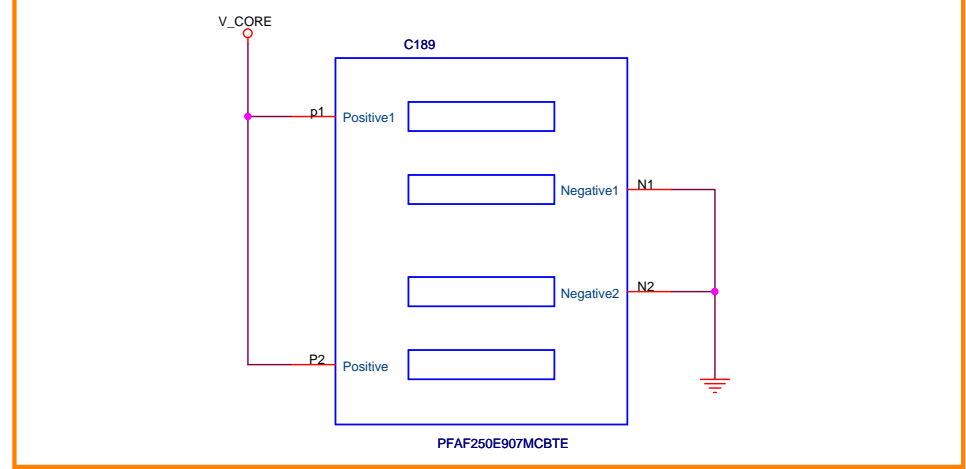 V_CORE
C189
p1
Positive1
Negative1
N1
Negative2
N2
P2
Positive
PFAF250E907MCBTE